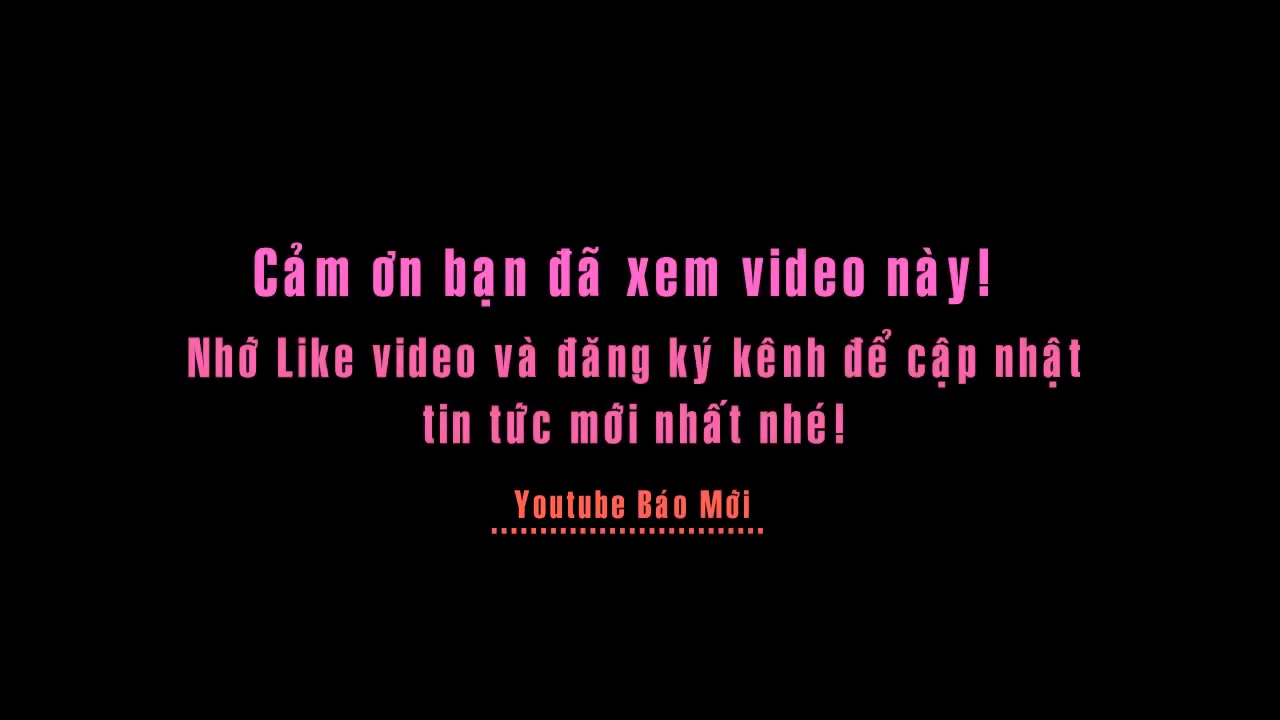 Cảm ơn bạn đã xem video này!
Nhớ Like video và đăng ký kênh để cập nhật
tin tức mới nhất nhé!
Youtube Báo Mới